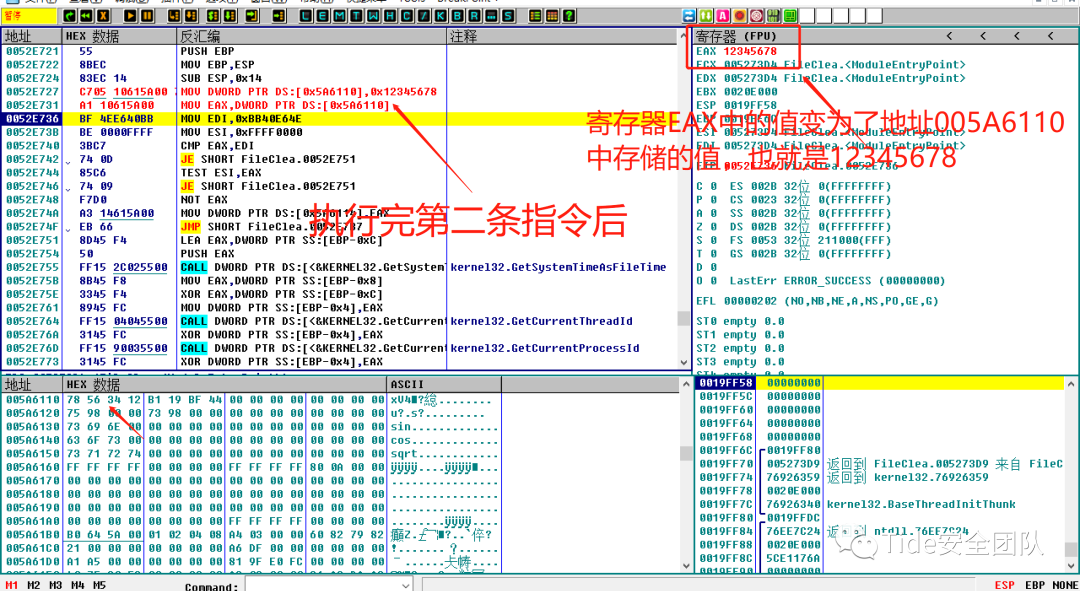 暂停
地址 HEX 数据 反汇编 注释
0052E721 55 PUSH EBP
0052E722 8BEC MOV EBP,ESP
0052E724 83EC 14 SUB ESP,0x14
0052E727 C705 10615A00 MOV DWORD PTR DS:[0x5A6110],0x12345678
0052E731 A1 10615A00 MOV EAX,DWORD PTR DS:[0x5A6110]
0052E736 BF 4EE640BB MOV EDI,0xBB40E64E
0052E73B BE 0000FFFF MOV ESI,0xFFFF0000
0052E740 3BC7 CMP EAX,EDI
0052E742 74 0D JE SHORT FileClea.0052E751
0052E744 85C6 TEST ESI,EAX
0052E746 74 09 JE SHORT FileClea.0052E751
0052E748 F7D0 NOT EAX
0052E74A A3 14615A00 MOV DWORD PTR DS:[0x5A6114],EAX
0052E74F EB 66 JMP SHORT FileClea.0052E7B7
0052E751 8D45 F4 LEA EAX,DWORD PTR SS:[EBP-0xC]
0052E754 50 PUSH EAX
0052E755 FF15 2C025500 CALL DWORD PTR DS:[<&KERNEL32.GetSystemT kernel32.GetSystemTimeAsFileTime
0052E75B 8B45 F8 MOV EAX,DWORD PTR SS:[EBP-0x8]
0052E75E 3345 F4 XOR EAX,DWORD PTR SS:[EBP-0xC]
0052E761 8945 FC MOV DWORD PTR SS:[EBP-0x4],EAX
0052E764 FF15 04045500 CALL DWORD PTR DS:[<&KERNEL32.GetCurrent kernel32.GetCurrentThreadId
0052E76A 3145 FC XOR DWORD PTR SS:[EBP-0x4],EAX
0052E76D FF15 90035500 CALL DWORD PTR DS:[<&KERNEL32.GetCurrent kernel32.GetCurrentProcessId
0052E773 3145 FC XOR DWORD PTR SS:[EBP-0x4],EAX
执行完第二条指令后
寄存器 (FPU) < < < <
EAX 12345678
ECX 005273D4 FileClea.<ModuleEntryPoint>
EDX 005273D4 FileClea.<ModuleEntryPoint>
EBX 0020E000
ESP 0019FF58
寄存器EAX中的值变为了地址005A6110
中存储的值，也就是12345678
C 0 ES 002B 32位 0(FFFFFFFF)
P 0 CS 0023 32位 0(FFFFFFFF)
A 0 SS 002B 32位 0(FFFFFFFF)
Z 0 DS 002B 32位 0(FFFFFFFF)
S 0 FS 0053 32位 211000(FFF)
T 0 GS 002B 32位 0(FFFFFFFF)
D 0
O 0 LastErr ERROR_SUCCESS (00000000)
EFL 00000202 (NO,NB,NE,A,NS,PO,GE,G)
ST0 empty 0.0
ST1 empty 0.0
ST2 empty 0.0
ST3 empty 0.0
地址 HEX 数据 ASCII
005A6110 78 56 34 12 B1 19 BF 44 00 00 00 00 00 00 00 00
005A6120 75 98 00 00 73 98 00 00 00 00 00 00 00 00 00 00 u?.s?..........
005A6130 73 69 6E 00 00 00 00 00 00 00 00 00 00 00 00 00 sin.............
005A6140 63 6F 73 00 00 00 00 00 00 00 00 00 00 00 00 00 cos.............
005A6150 73 71 72 74 00 00 00 00 00 00 00 00 00 00 00 00 sqrt............
005A6160 FF FF FF FF 00 00 00 00 FF FF FF FF 80 0A 00 00
005A6170 00 00 00 00 00 00 00 00 00 00 00 00 00 00 00 00 ................
005A6180 00 00 00 00 00 00 00 00 00 00 00 00 00 00 00 00 ................
005A6190 00 00 00 00 00 00 00 00 00 00 00 00 00 00 00 00 ................
005A61A0 00 00 00 00 00 00 00 00 FF FF FF FF 00 00 00 00
005A61B0 B0 64 5A 00 01 02 04 08 A4 03 00 00 60 82 79 82
005A61C0 21 00 00 00 00 00 00 00 A6 DF 00 00 00 00 00 00
005A61D0 A1 A5 00 00 00 00 00 00 81 9F E0 FC 00 00 00 00
0019FF58 00000000
0019FF5C 00000000
0019FF60 00000000
0019FF64 00000000
0019FF68 00000000
0019FF6C 0019FF80
0019FF70 005273D9 返回到 FileClea.005273D9 来自 FileC
0019FF74 76926359 返回到 kernel32.76926359
0019FF78 0020E000
0019FF7C 76926340 kernel32.BaseThreadInitThunk
0019FF80 0019FFDC
0019FF84 76EE7C24 返回到 ntdll.76EE7C24
0019FF88 0020E000
0019FF8C 5CE1176A
0019FF90 00000000
Tide安全团队
M1 M2 M3 M4 M5 Command: ESP EBP NONE